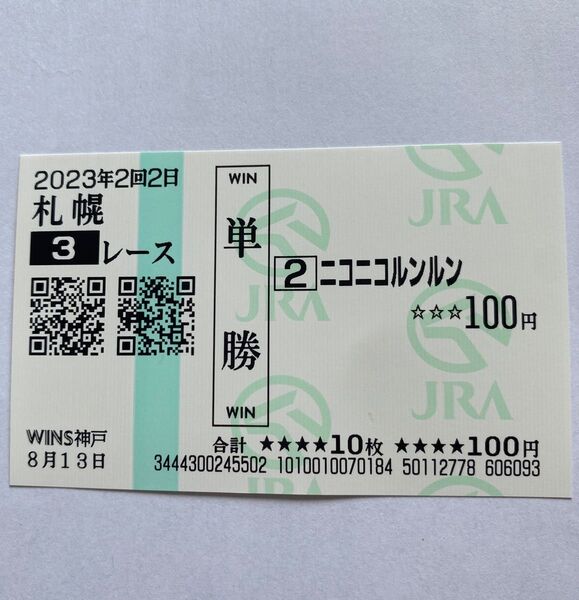 2023年2回2日
札幌
3レース
WINS神戸
8月13日
WIN
単勝
WIN
2 ニコニコルンルン
☆☆☆100円
合計 ★★★★10枚 ★★★★100円
3444300245502 1010010070184 50112778 606093
JRA
JRA
JRA
JRA